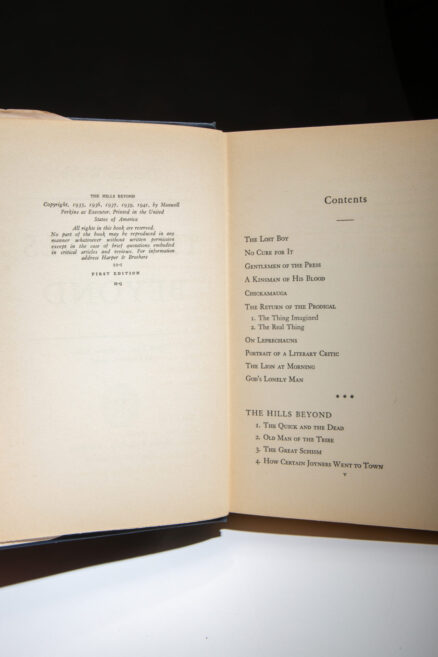 THE HILLS BEYOND
Copyright, 1935, 1936, 1937, 1939, 1941, by Maxwell
Perkins as Executor. Printed in the United
States of America
All rights in this book are reserved.
No part of the book may be reproduced in any
manner whatsoever without written permission
except in the case of brief quotations embodied
in critical articles and reviews. For information
address Harper & Brothers
FIRST EDITION
Contents
THE LOST BOY
NO CURE FOR IT
GENTLEMEN OF THE PRESS
A KINSMAN OF HIS BLOOD
CHICKAMAUGA
THE RETURN OF THE PRODIGAL
1. The Thing Imagined
2. The Real Thing
ON LEPRECHAUNS
PORTRAIT OF A LITERARY CRITIC
THE LION AT MORNING
GOD'S LONELY MAN
* * *
THE HILLS BEYOND
1. THE QUICK AND THE DEAD
2. OLD MAN OF THE TRIBE
3. THE GREAT SCHISM
4. HOW CERTAIN JOYNERS WENT TO TOWN
v